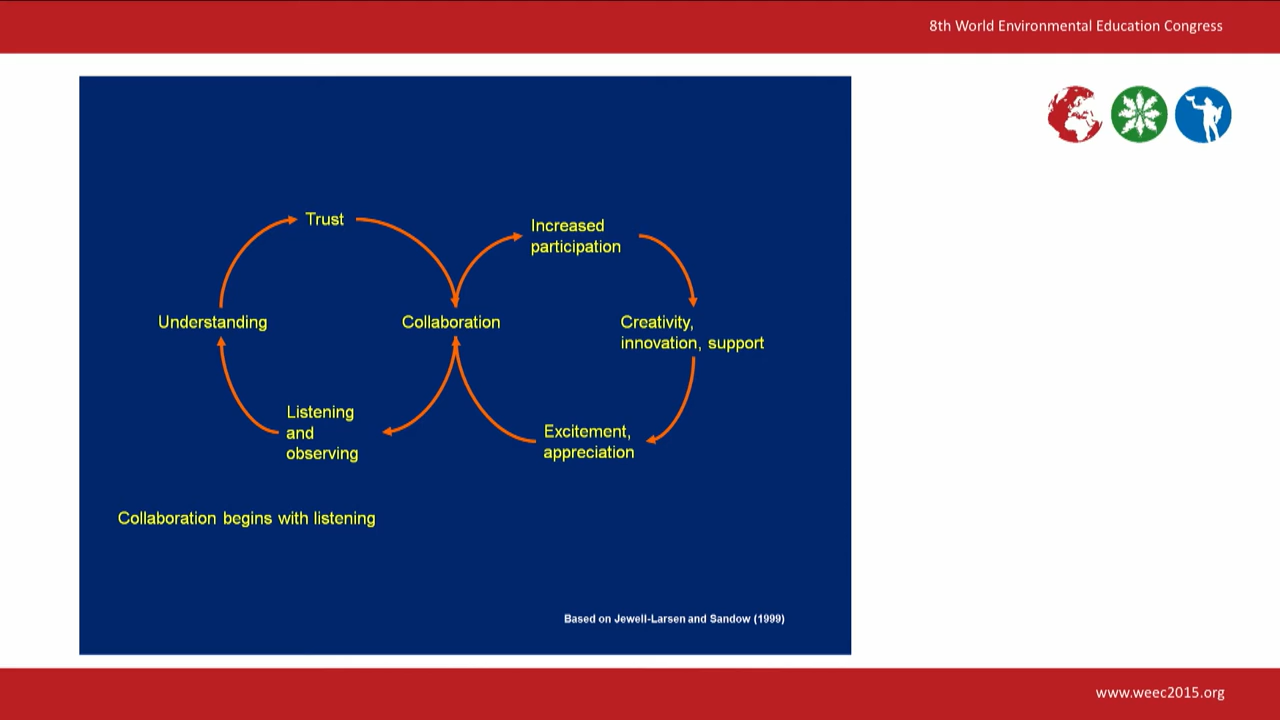 8th World Environmental Education Congress
Trust
Increased
participation
Understanding
Collaboration
Creativity,
innovation, support
Listening
and
observing
Excitement,
appreciation
Collaboration begins with listening
Based on Jewell-Larsen and Sandow (1999)
www.weec2015.org